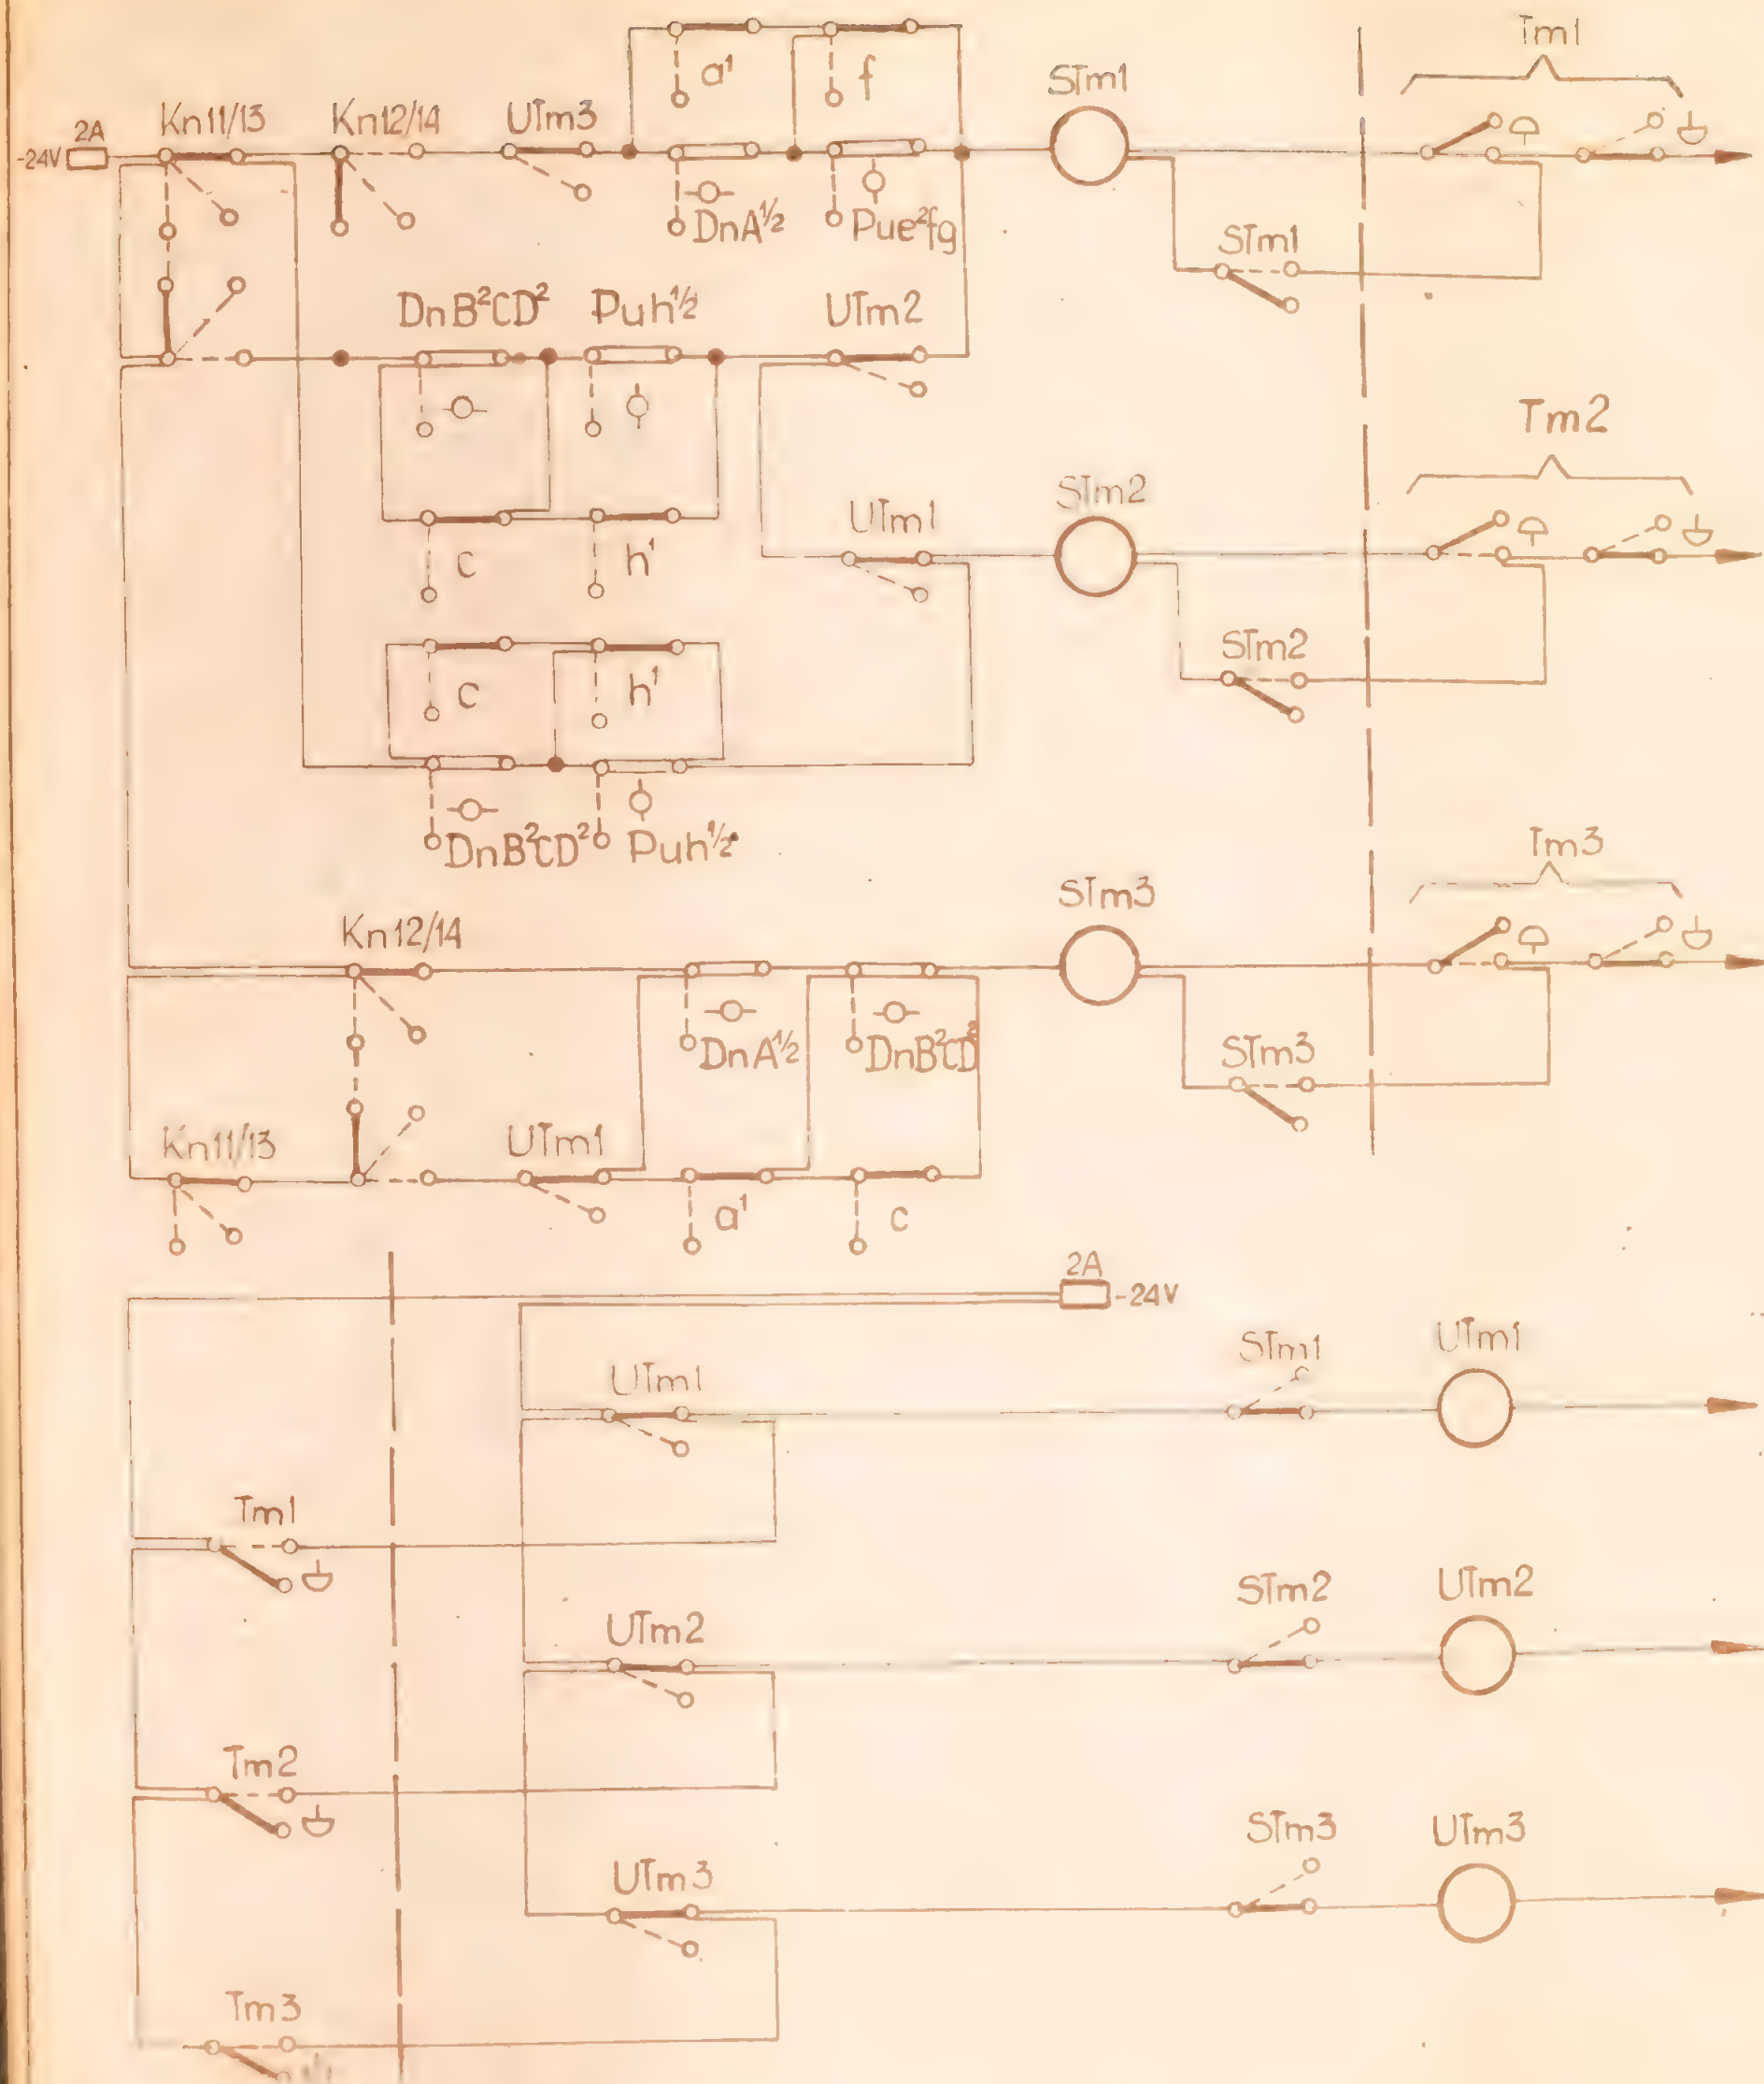 Tm1
a¹
f
STm1
2A
Kn11/13
Kn12/14
UTm3
-24V
DnA½
Pue²fg
STm1
DnB²CD²
Puh½
UTm2
Tm2
c
h¹
UTm1
STm2
c
h¹
STm2
DnB²CD²
Puh½
Tm3
Kn12/14
STm3
DnA½
DnB²CD²
STm3
Kn11/13
UTm1
a¹
c
2A
-24V
UTm1
STm1
UTm1
Tm1
UTm2
STm2
UTm2
Tm2
UTm3
STm3
UTm3
Tm3